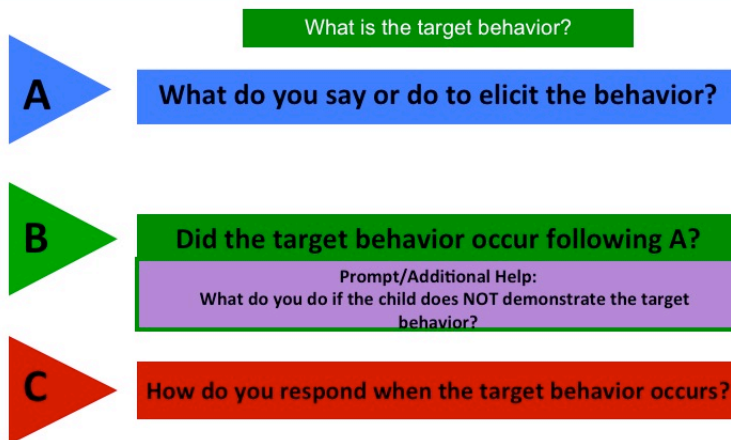 What is the target behavior?
A
What do you say or do to elicit the behavior?
B
Did the target behavior occur following A?
Prompt/Additional Help:
What do you do if the child does NOT demonstrate the target
behavior?
C
How do you respond when the target behavior occurs?